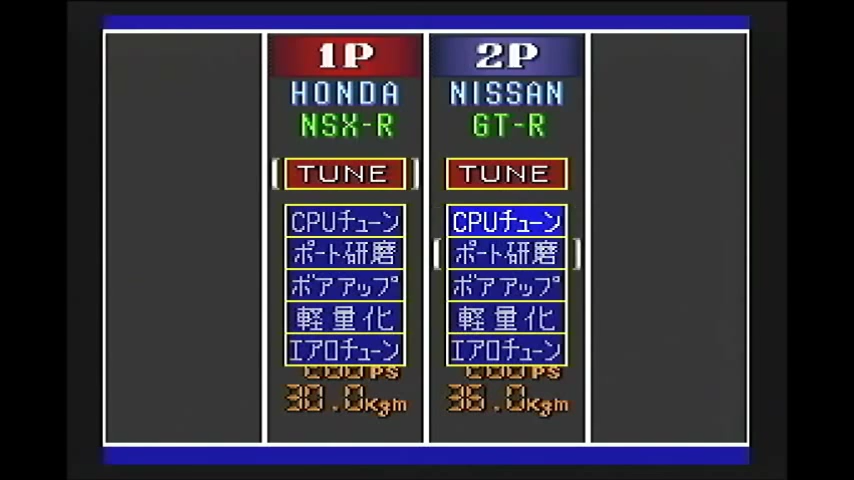 1P
HONDA
NSX-R
TUNE
CPUチューン
ポート研磨
ボアアップ
軽量化
エアロチューン
PS
30.0Kgm
2P
NISSAN
GT-R
TUNE
CPUチューン
ポート研磨
ボアアップ
軽量化
エアロチューン
PS
36.0Kgm